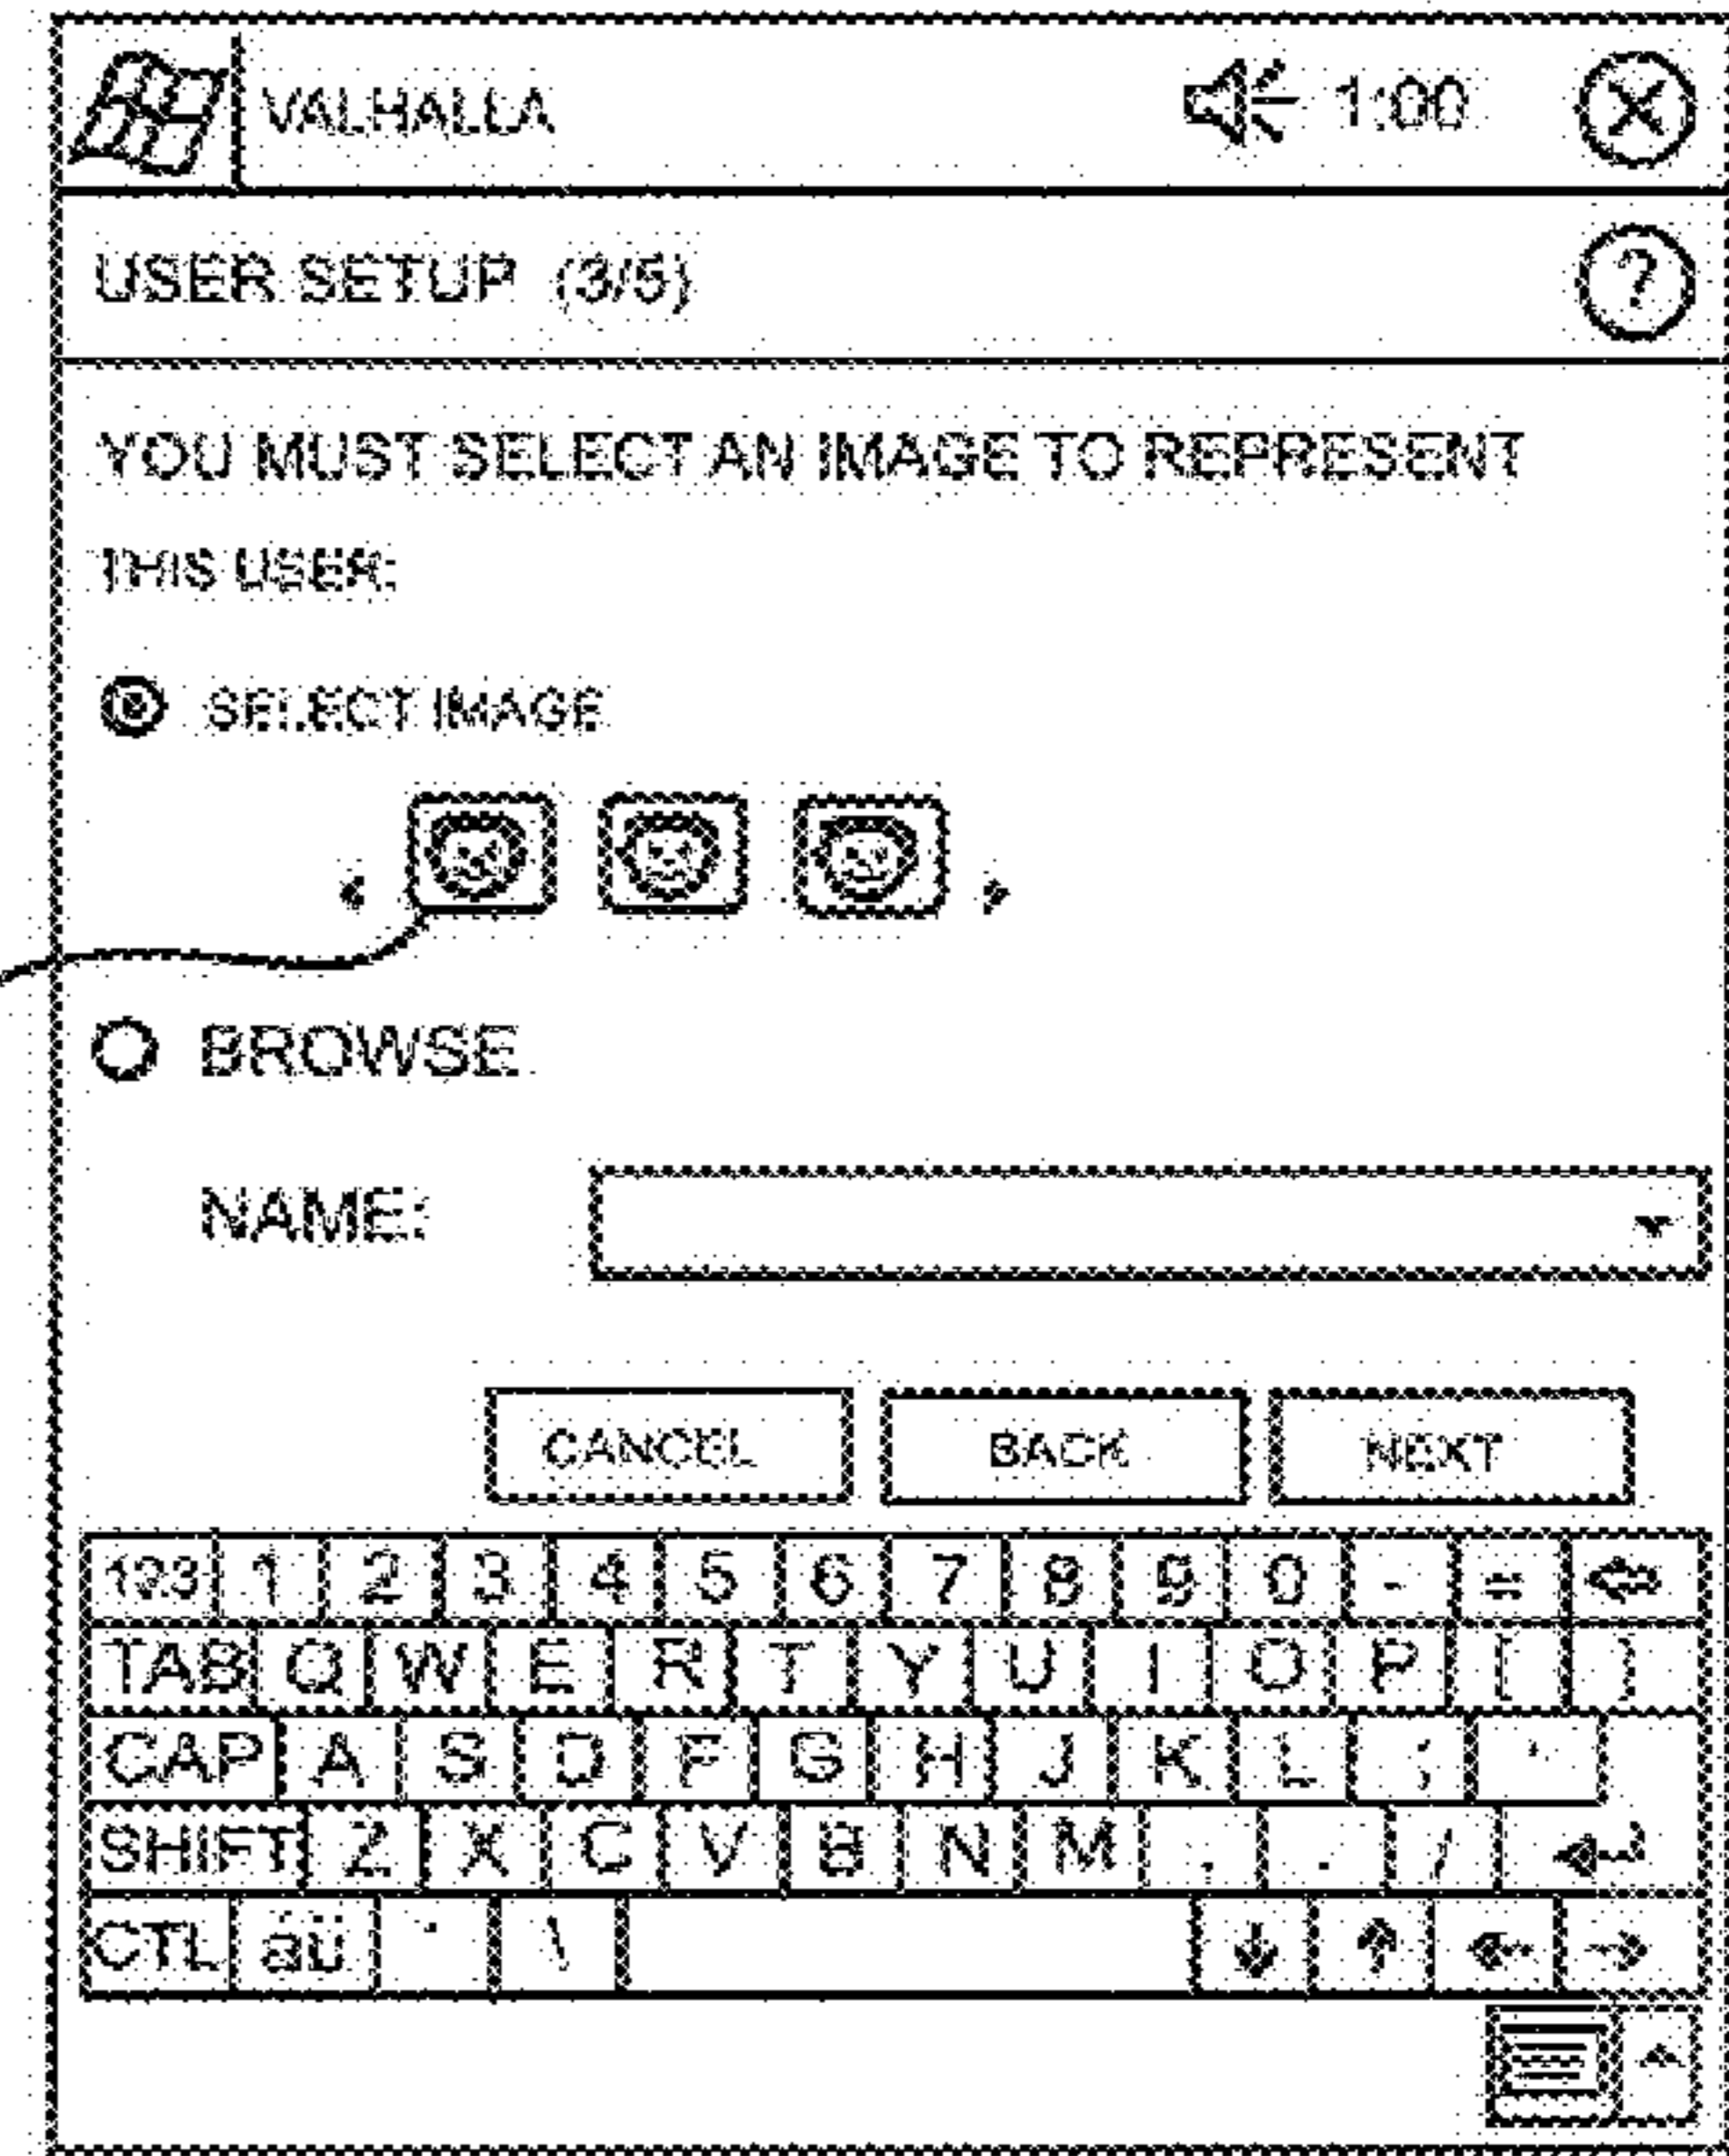 VALHALLA 1:00
USER SETUP (3/5)
YOU MUST SELECT AN IMAGE TO REPRESENT
THIS USER:
SELECT IMAGE
BROWSE
NAME:
CANCEL BACK NEXT
123 1 2 3 4 5 6 7 8 9 0 - =
TAB Q W E R T Y U I O P [ ]
CAP A S D F G H J K L ; '
SHIFT Z X C V B N M , . /
CTL áü ` \